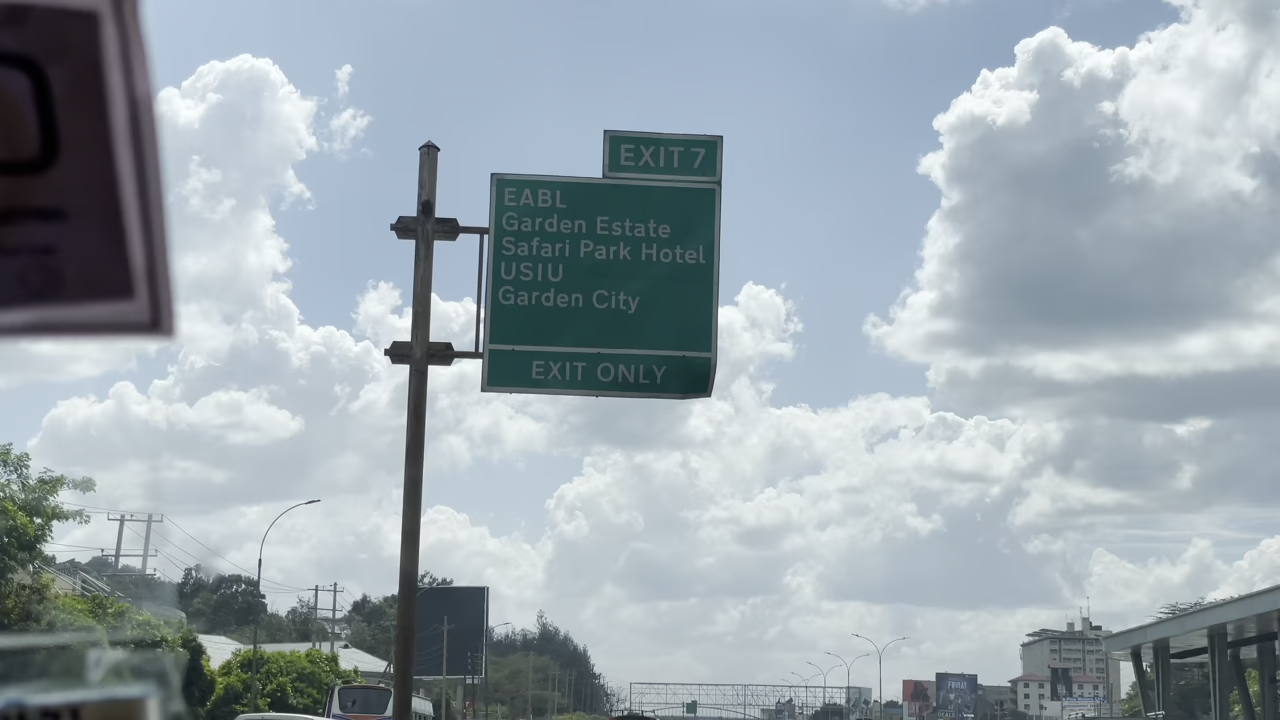 EXIT 7
EABL
Garden Estate
Safari Park Hotel
USIU
Garden City
EXIT ONLY